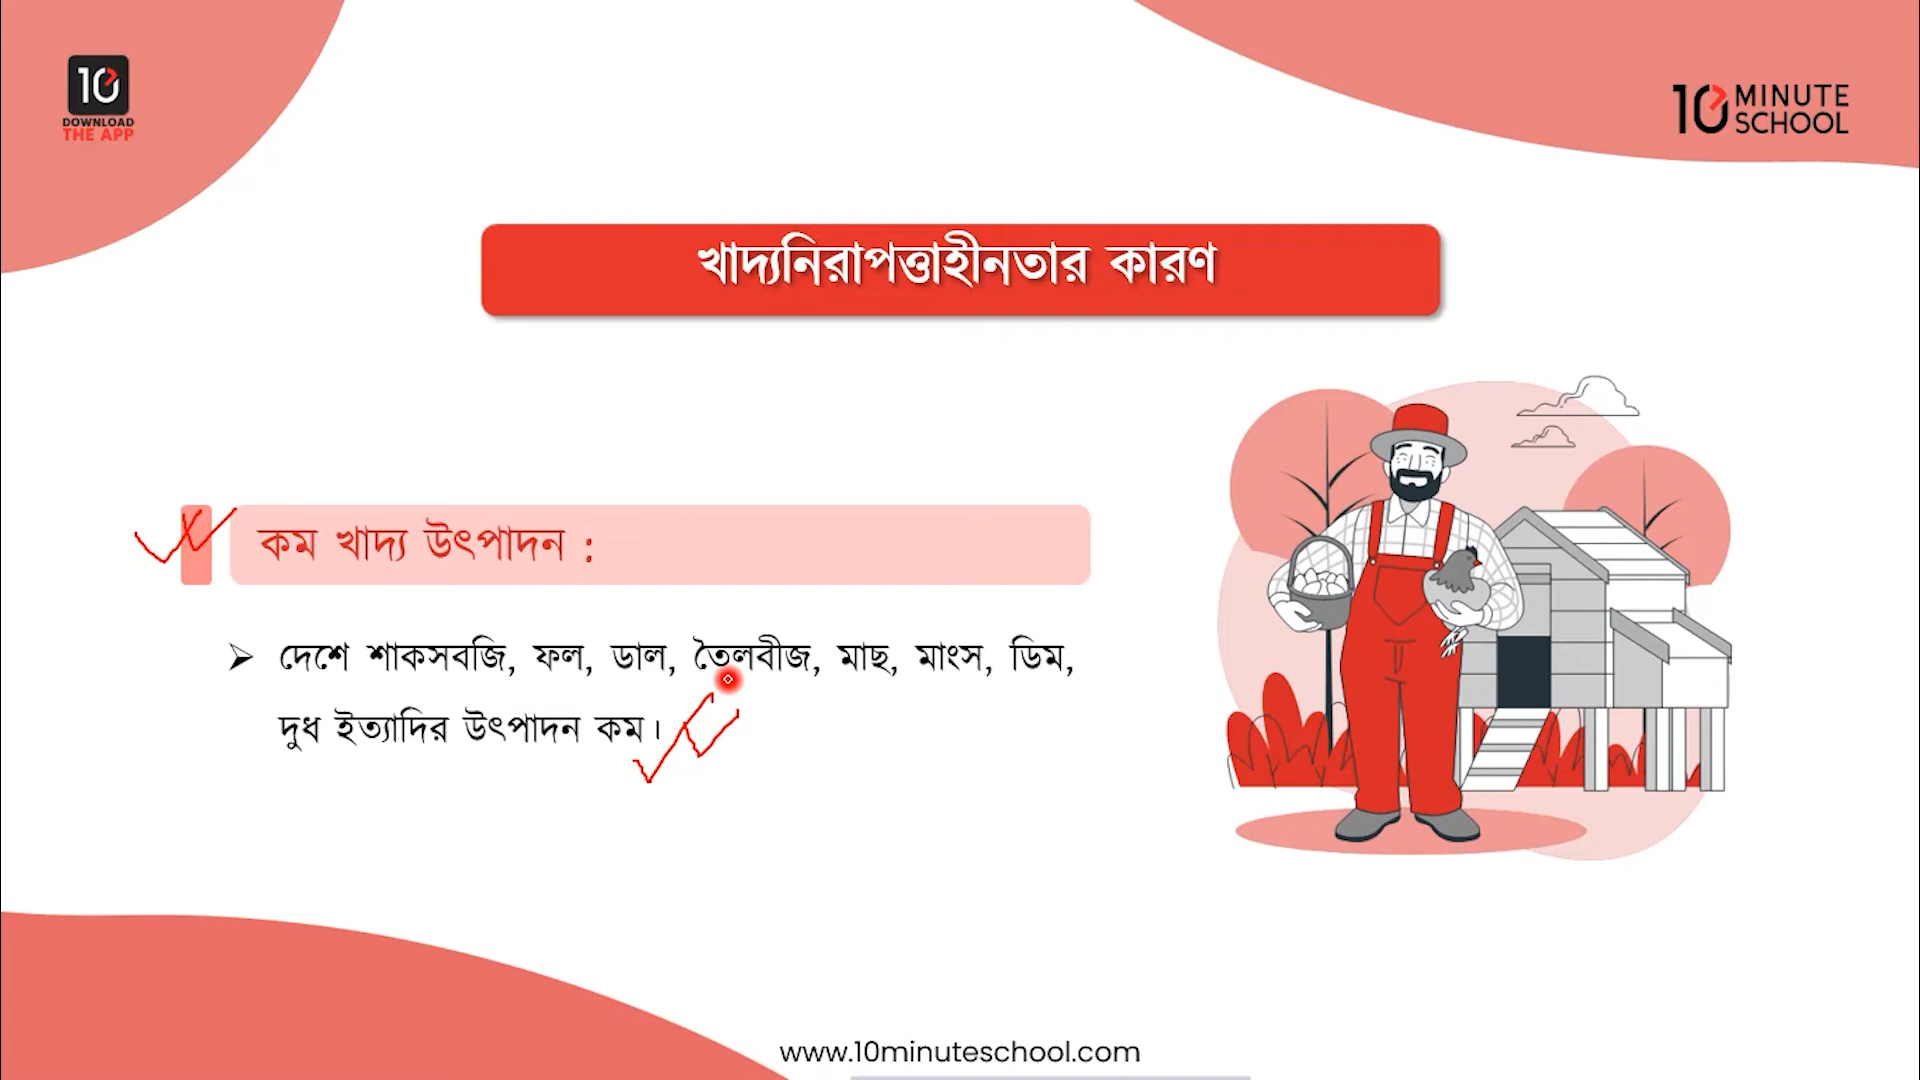 10
DOWNLOAD
THE APP
10 MINUTE
SCHOOL
খাদ্যনিরাপত্তাহীনতার কারণ
কম খাদ্য উৎপাদন :
➢ দেশে শাকসবজি, ফল, ডাল, তৈলবীজ, মাছ, মাংস, ডিম,
দুধ ইত্যাদির উৎপাদন কম।
www.10minuteschool.com